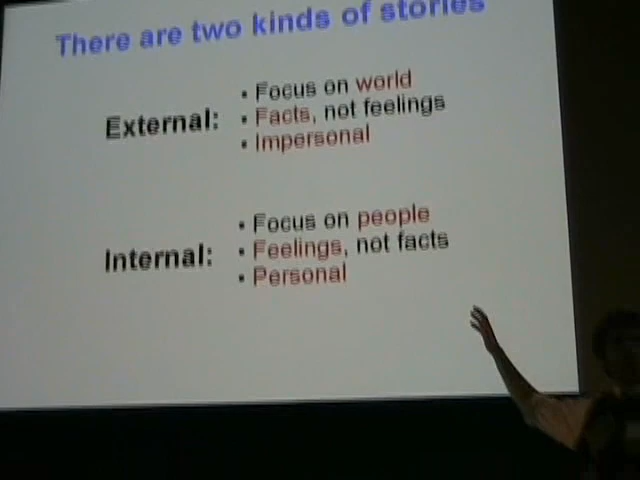 There are two kinds of stories
External:
• Focus on world
• Facts, not feelings
• Impersonal
Internal:
• Focus on people
• Feelings, not facts
• Personal